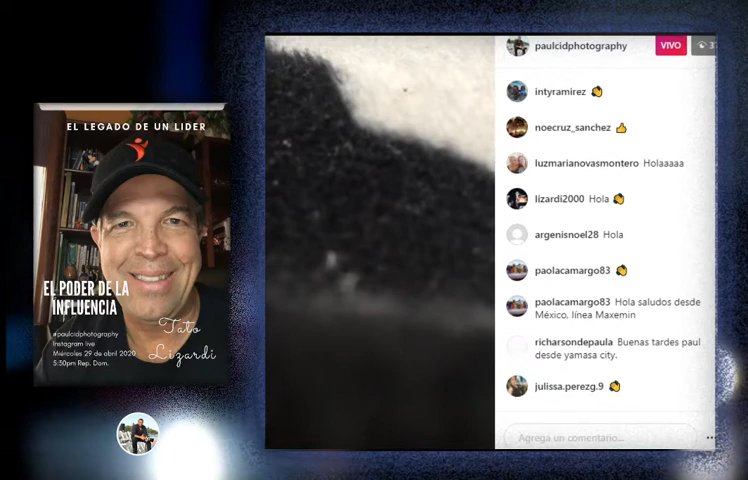 EL LEGADO DE UN LIDER
EL PODER DE LA
INFLUENCIA
#paulcidphotography
Instagram live
Miércoles 29 de abril 2020
5:30pm Rep. Dom.
Tato
Lizardi
paulcidphotography
VIVO
intyramirez
noecruz_sanchez
luzmarianovasmontero Holaaaaa
lizardi2000 Hola
argenisnoel28 Hola
paolacamargo83
paolacamargo83 Hola saludos desde
México, línea Maxemin
richarsondepaula Buenas tardes paul
desde yamasa city.
julissa.perezg.9
Agrega un comentario...